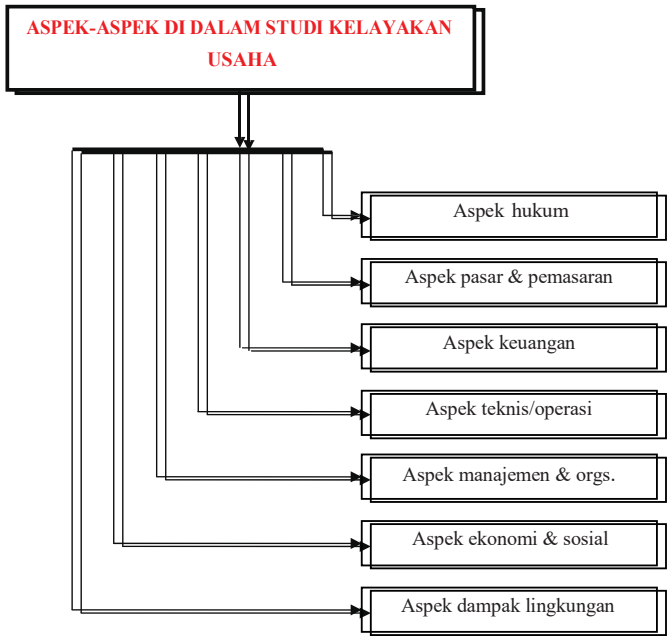 ASPEK-ASPEK DI DALAM STUDI KELAYAKAN
USAHA
Aspek hukum
Aspek pasar & pemasaran
Aspek keuangan
Aspek teknis/operasi
Aspek manajemen & orgs.
Aspek ekonomi & sosial
Aspek dampak lingkungan